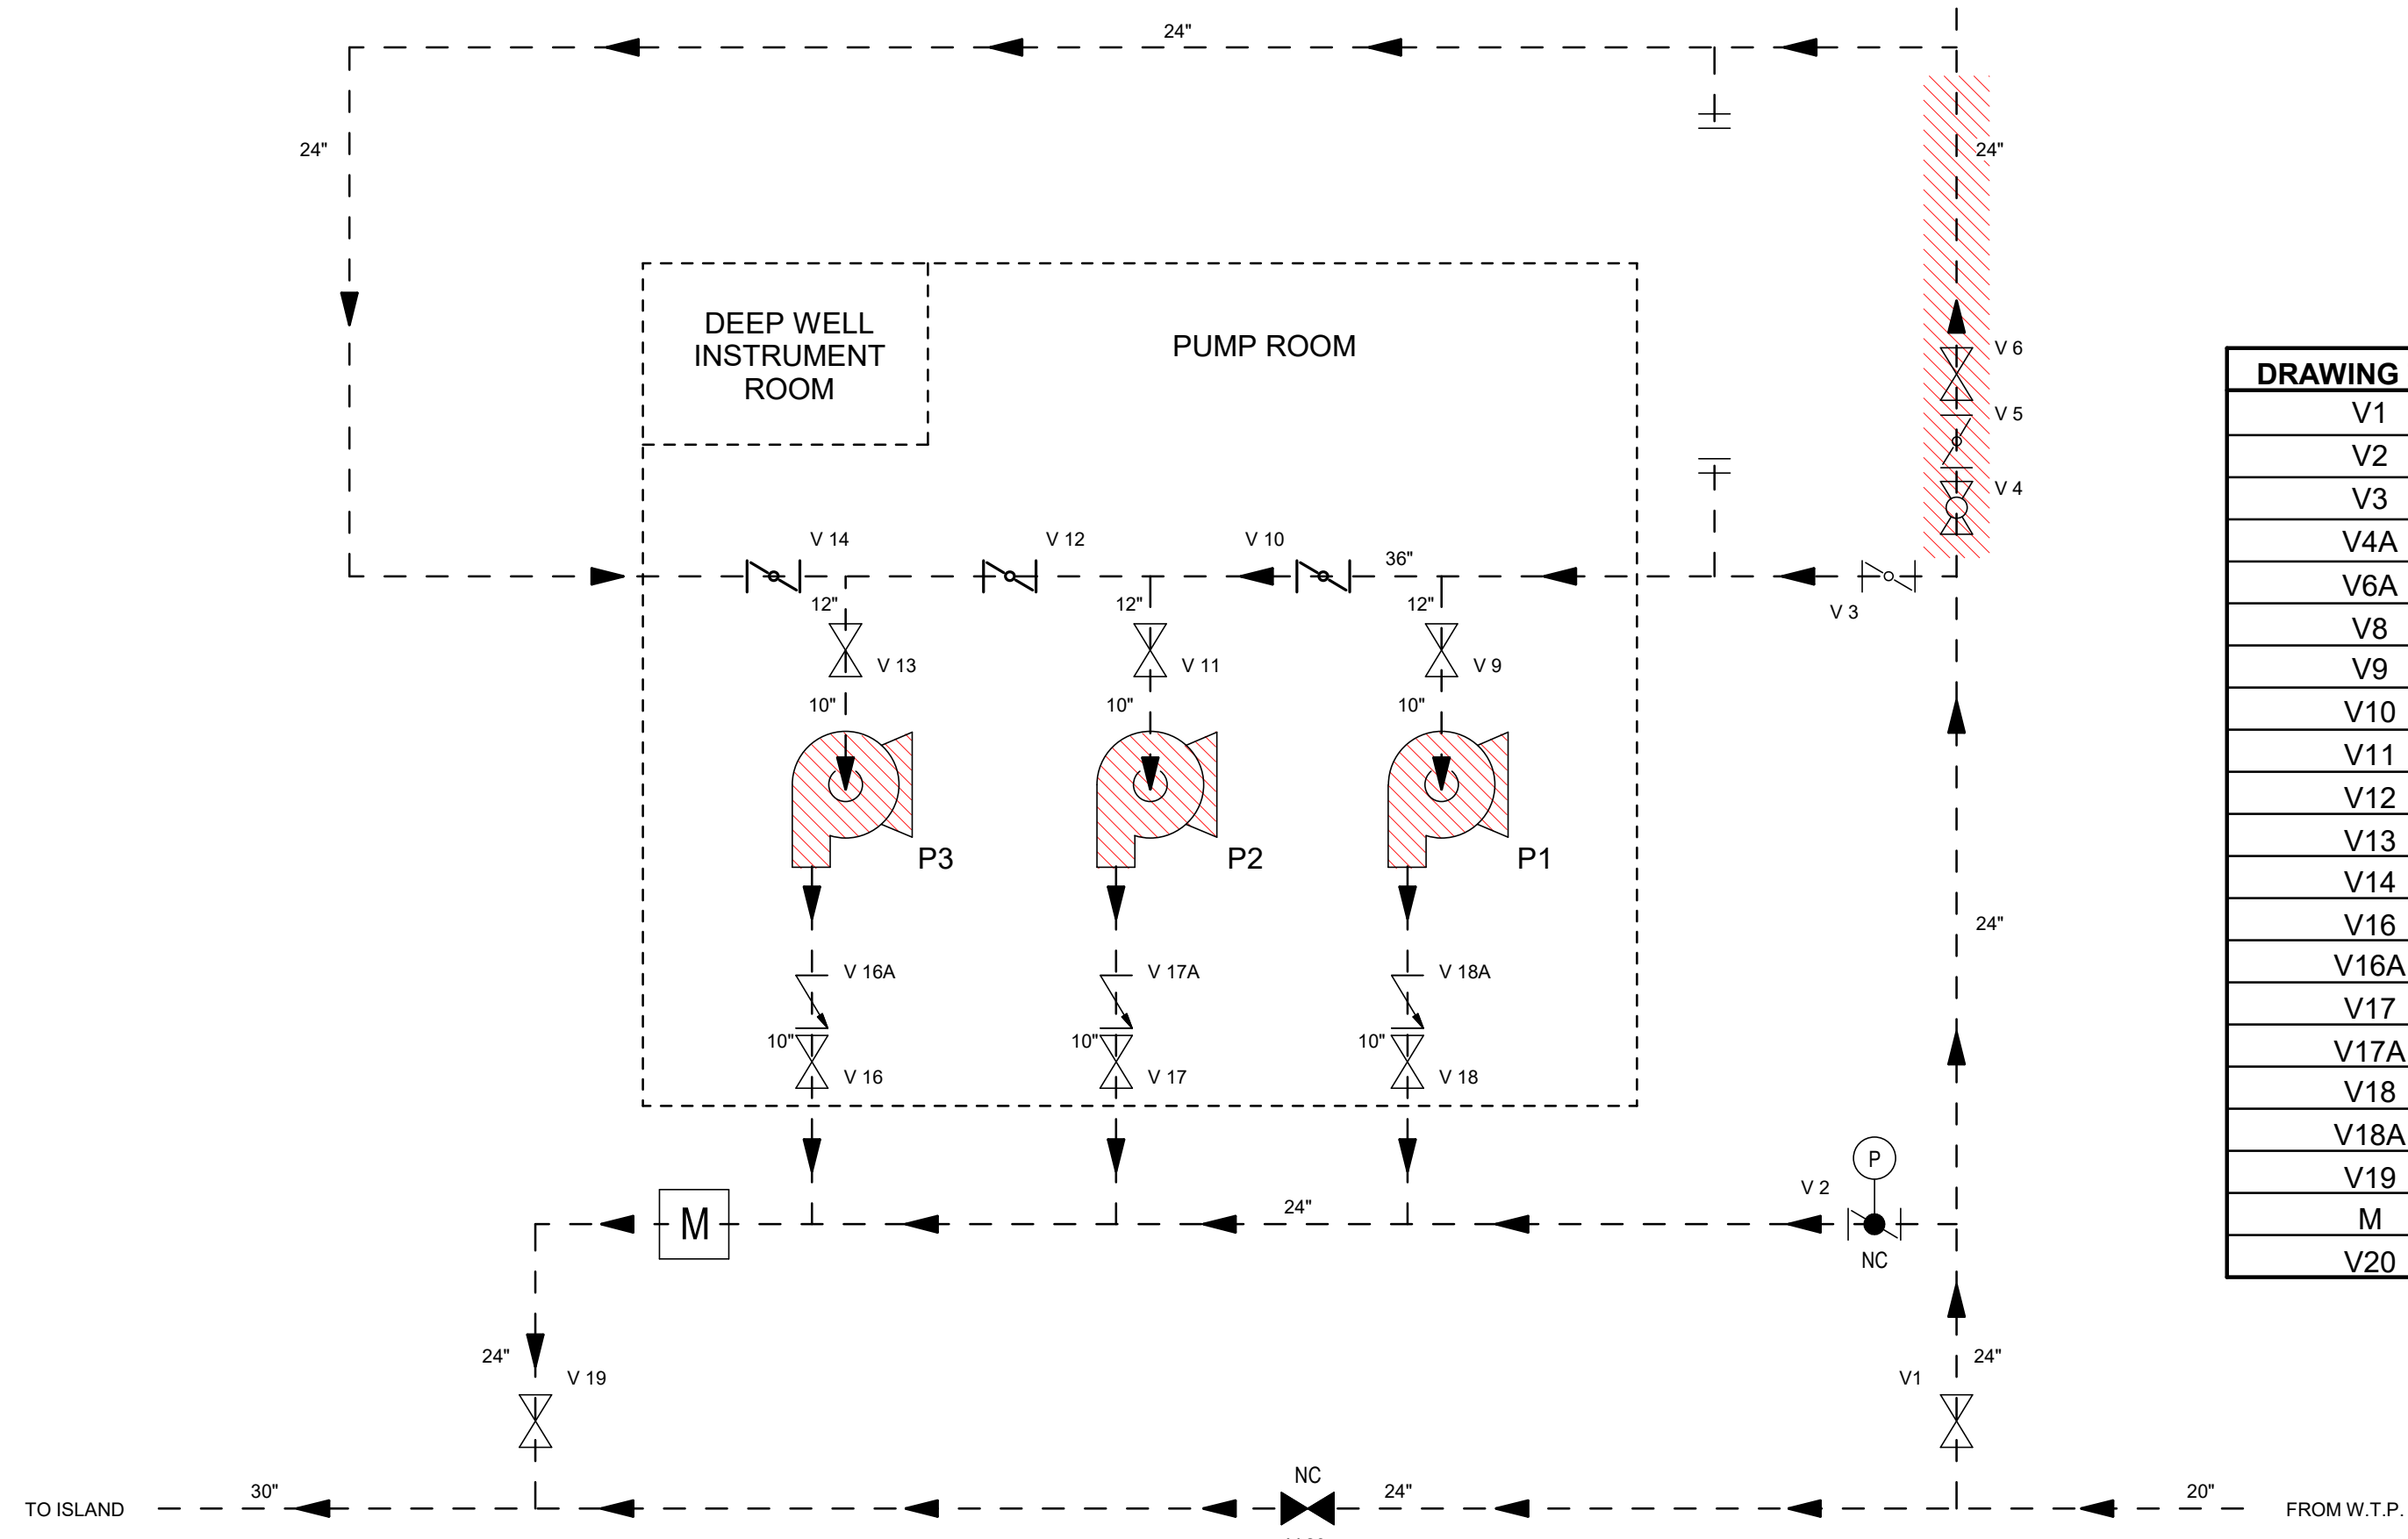 24"
24"
24"
DEEP WELL
INSTRUMENT
ROOM
PUMP ROOM
V 6
V 5
V 4
V 14
V 12
V 10
36"
V 3
12"
12"
12"
V 13
V 11
V 9
10"
10"
10"
P3
P2
P1
24"
V 16A
V 17A
V 18A
10"
10"
10"
V 16
V 17
V 18
P
V 2
NC
M
24"
24"
V 19
V1
24"
TO ISLAND
30"
NC
24"
20"
FROM W.T.P.
DRAWING
V1
V2
V3
V4A
V6A
V8
V9
V10
V11
V12
V13
V14
V16
V16A
V17
V17A
V18
V18A
V19
M
V20